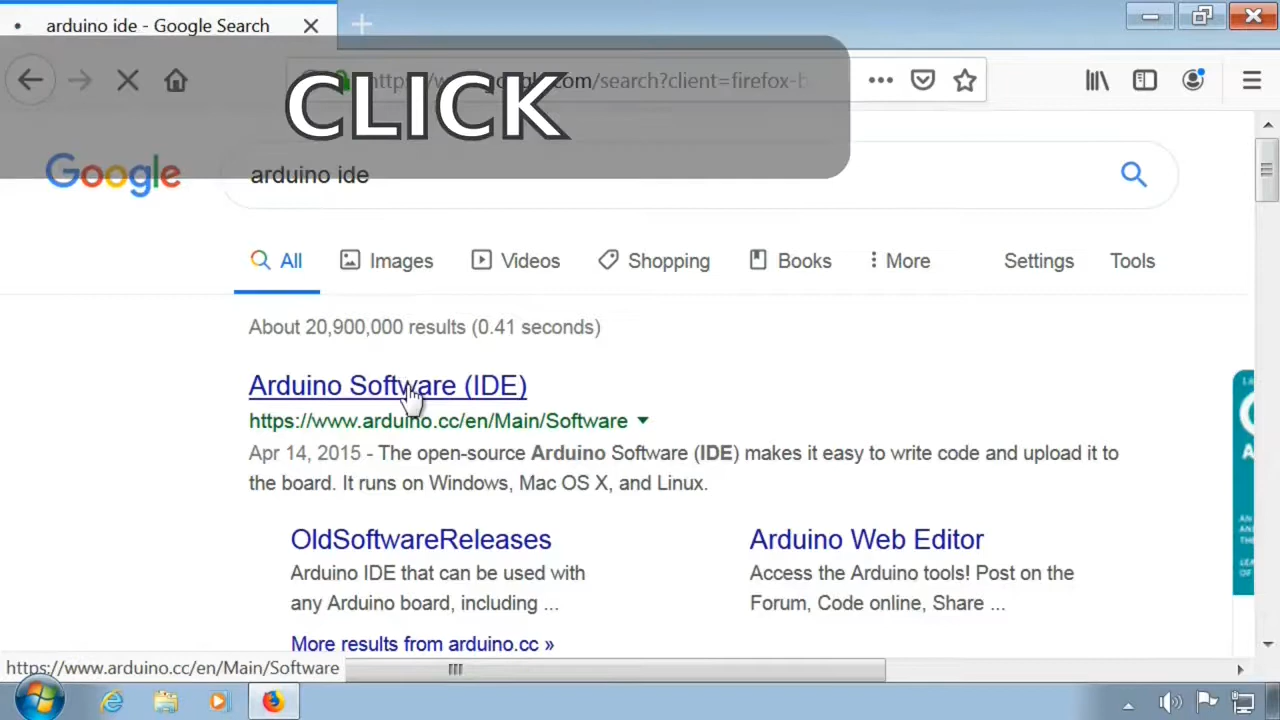 arduino ide - Google Search
CLICK
.com/search?client=firefox-b
Google
arduino ide
All Images Videos Shopping Books More Settings Tools
About 20,900,000 results (0.41 seconds)
Arduino Software (IDE)
https://www.arduino.cc/en/Main/Software
Apr 14, 2015 - The open-source Arduino Software (IDE) makes it easy to write code and upload it to
the board. It runs on Windows, Mac OS X, and Linux.
OldSoftwareReleases Arduino Web Editor
Arduino IDE that can be used with Access the Arduino tools! Post on the
any Arduino board, including ... Forum, Code online, Share ...
More results from arduino.cc »
https://www.arduino.cc/en/Main/Software